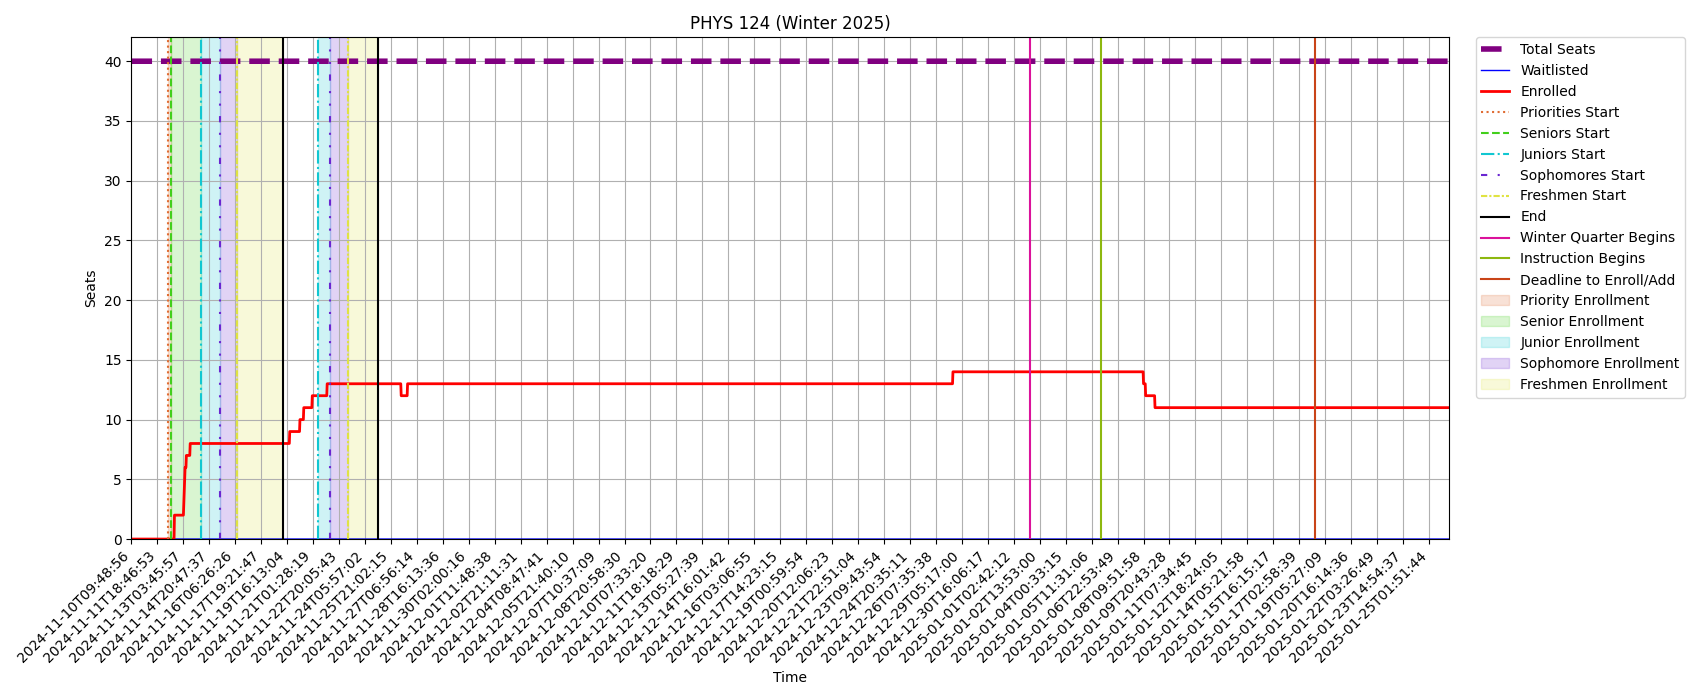 PHYS 124 (Winter 2025)
Seats
40
35
30
25
20
15
10
5
0
2024-11-10T09:48:56
2024-11-11T18:46:53
2024-11-13T03:45:57
2024-11-14T20:47:37
2024-11-16T06:26:26
2024-11-17T19:21:47
2024-11-19T16:13:04
2024-11-21T01:28:19
2024-11-22T20:05:43
2024-11-24T05:57:02
2024-11-25T21:02:15
2024-11-27T06:56:14
2024-11-28T16:13:36
2024-11-30T02:00:16
2024-12-01T11:48:38
2024-12-02T21:11:31
2024-12-04T08:47:41
2024-12-05T21:40:10
2024-12-07T10:37:09
2024-12-08T20:58:30
2024-12-10T07:33:20
2024-12-11T18:18:29
2024-12-13T05:27:39
2024-12-14T16:01:42
2024-12-16T03:06:55
2024-12-17T14:23:15
2024-12-19T00:59:54
2024-12-20T12:06:23
2024-12-21T22:51:04
2024-12-23T09:43:54
2024-12-24T20:35:11
2024-12-26T07:35:38
2024-12-29T05:17:00
2024-12-30T16:06:17
2025-01-01T02:42:12
2025-01-02T13:53:00
2025-01-04T00:33:15
2025-01-05T11:31:06
2025-01-06T22:53:49
2025-01-08T09:51:58
2025-01-09T20:43:28
2025-01-11T07:34:45
2025-01-12T18:24:05
2025-01-14T05:21:58
2025-01-15T16:15:17
2025-01-17T02:58:39
2025-01-19T05:27:09
2025-01-20T16:14:36
2025-01-22T03:26:49
2025-01-23T14:54:37
2025-01-25T01:51:44
Time
Total Seats
Waitlisted
Enrolled
Priorities Start
Seniors Start
Juniors Start
Sophomores Start
Freshmen Start
End
Winter Quarter Begins
Instruction Begins
Deadline to Enroll/Add
Priority Enrollment
Senior Enrollment
Junior Enrollment
Sophomore Enrollment
Freshmen Enrollment